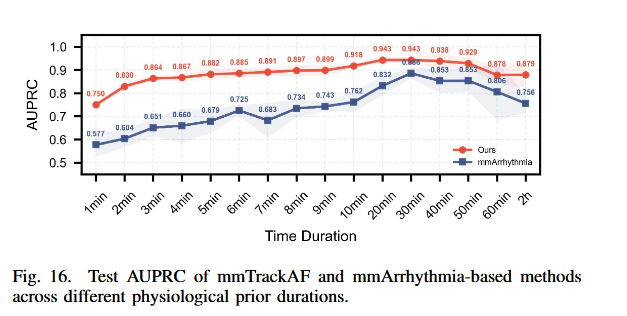 1.0
0.9
0.8
0.7
0.6
0.5
AUPRC
0.750
0.830
0.864
0.867
0.882
0.885
0.891
0.897
0.899
0.918
0.943
0.943
0.938
0.929
0.878
0.879
0.577
0.604
0.651
0.660
0.679
0.725
0.683
0.734
0.743
0.762
0.832
0.853
0.853
0.806
0.756
Ours
mmArrhythmia
1min
2min
3min
4min
5min
6min
7min
8min
9min
10min
20min
30min
40min
50min
60min
2h
Time Duration
Fig. 16. Test AUPRC of mmTrackAF and mmArrhythmia-based methods
across different physiological prior durations.